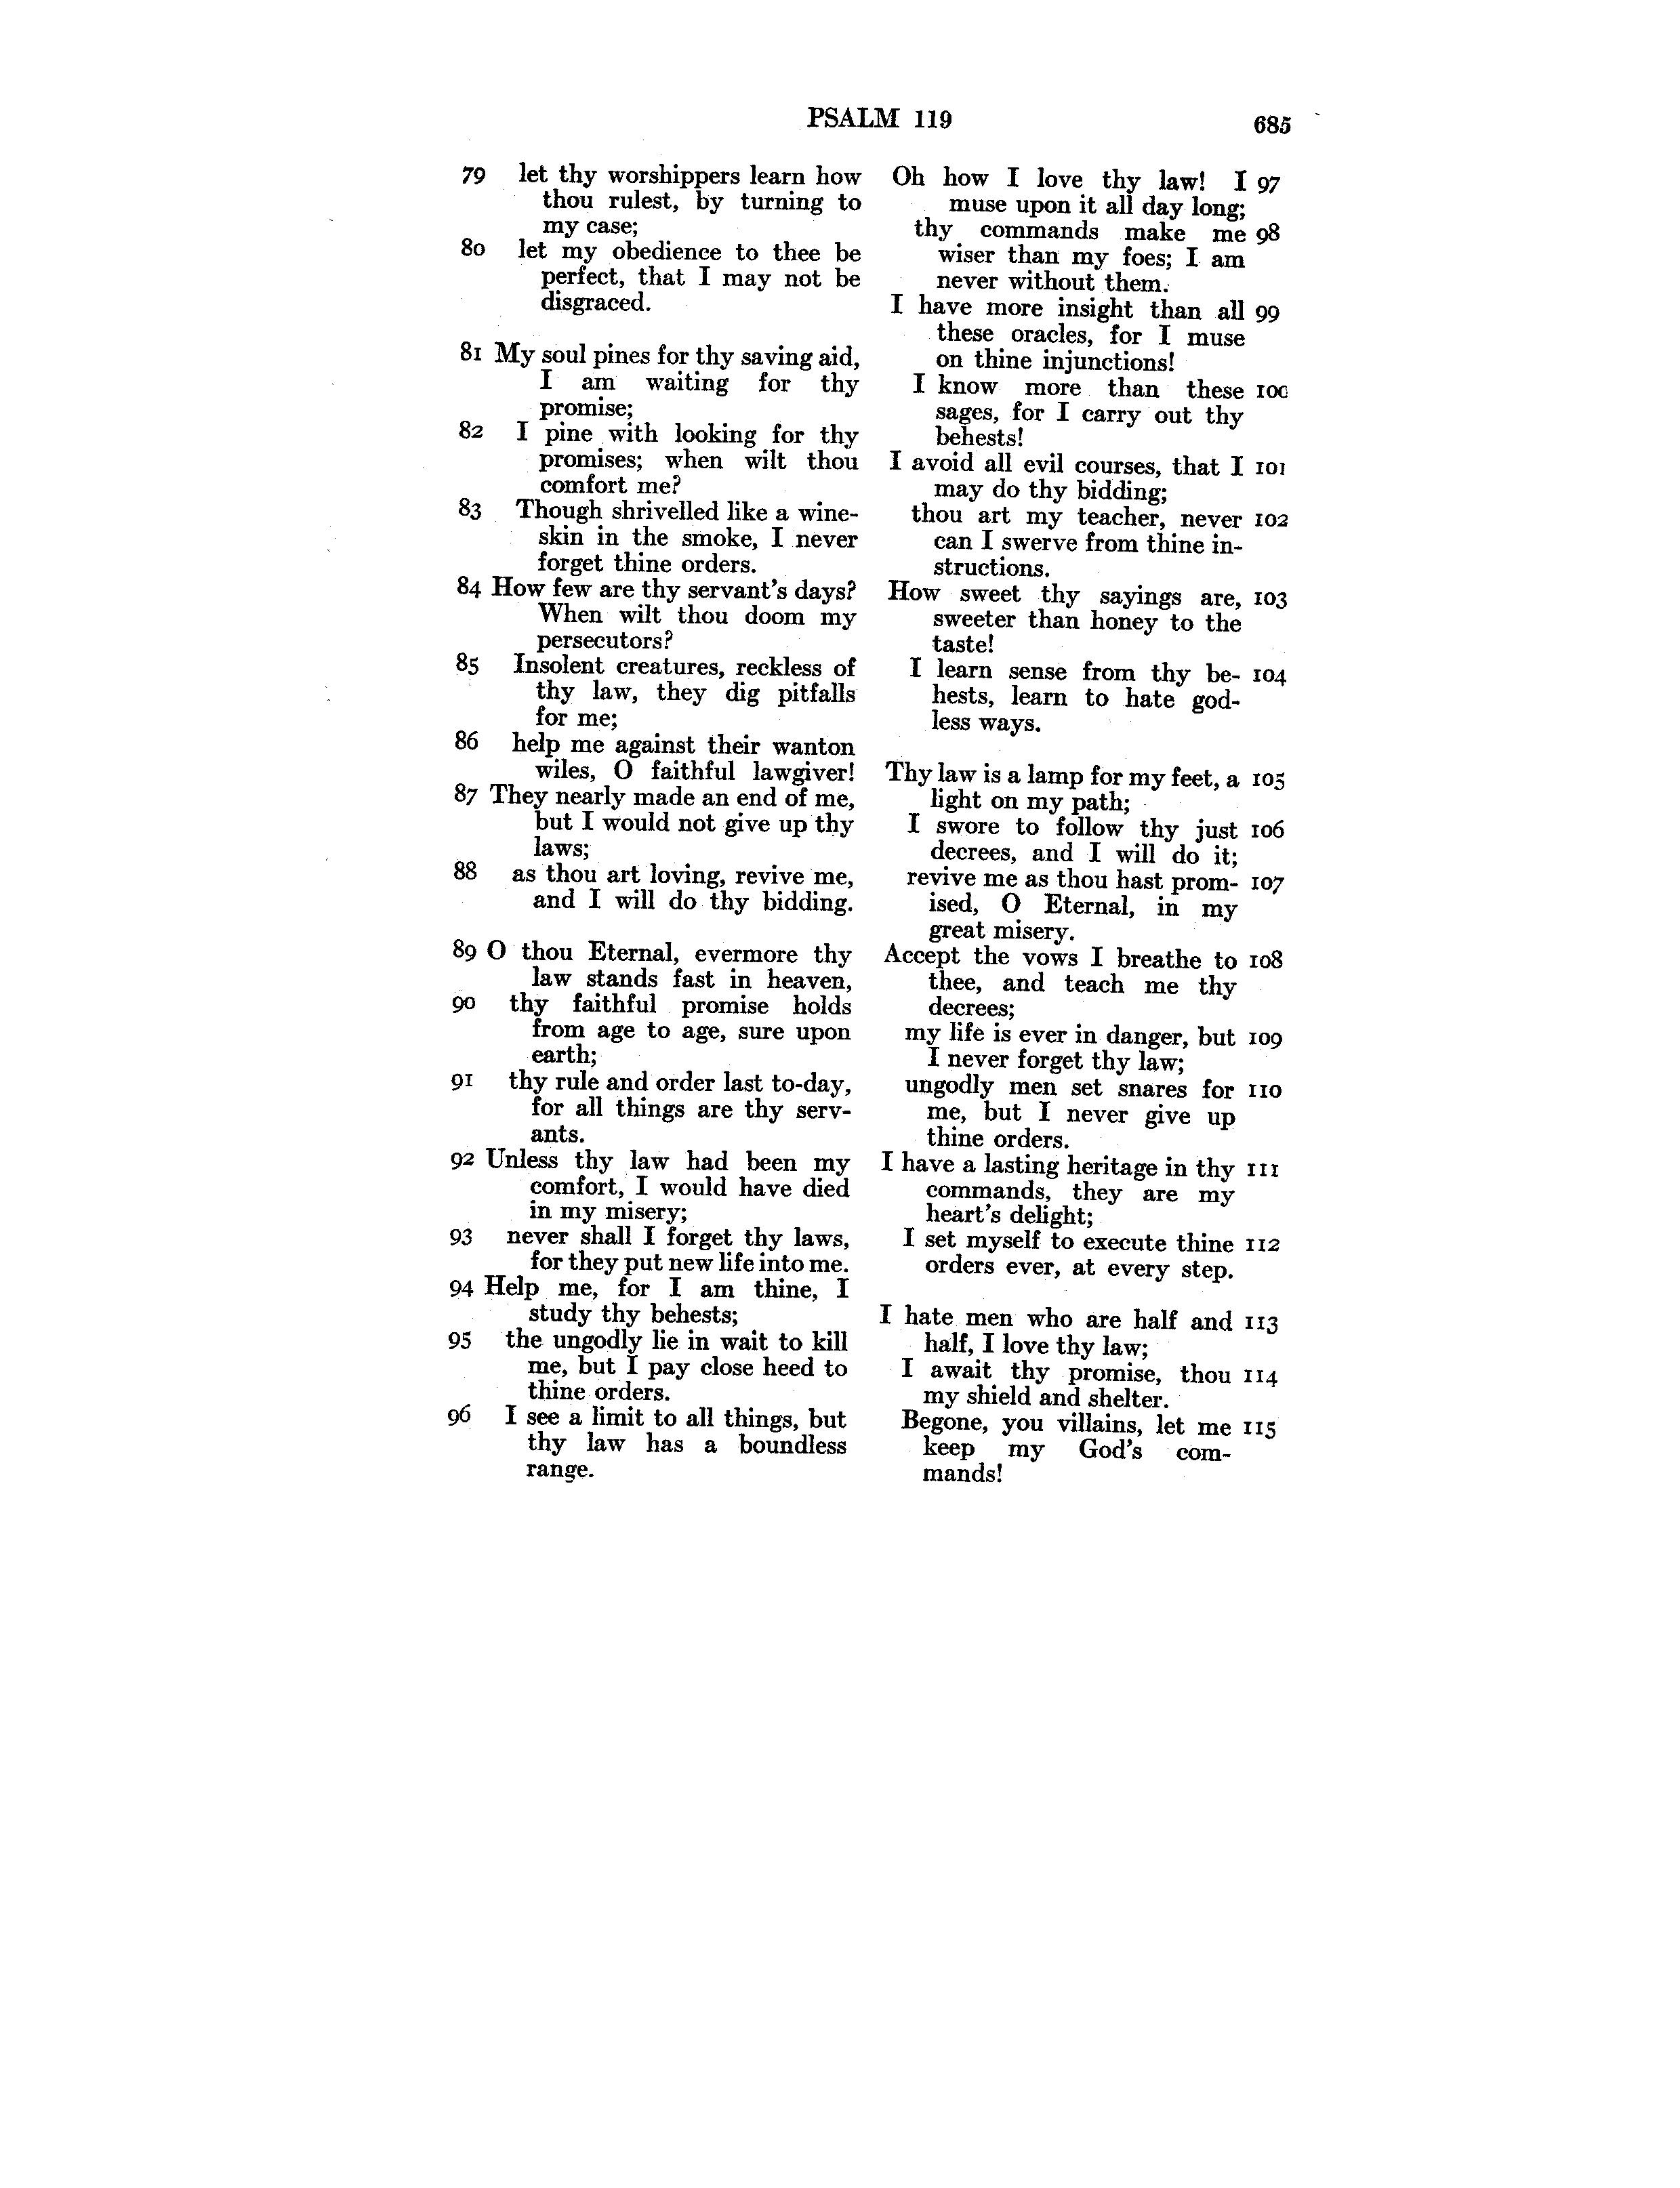 PSALM 119
685
79 let thy worshippers learn how
thou rulest, by turning to
my case;
80 let my obedience to thee be
perfect, that I may not be
disgraced.
81 My soul pines for thy saving aid,
I am waiting for thy
promise;
82 I pine with looking for thy
promises; when wilt thou
comfort me?
83 Though shrivelled like a wine-
skin in the smoke, I never
forget thine orders.
84 How few are thy servant's days?
When wilt thou doom my
persecutors?
85 Insolent creatures, reckless of
thy law, they dig pitfalls
for me;
86 help me against their wanton
wiles, O faithful lawgiver!
87 They nearly made an end of me,
but I would not give up thy
laws;
88 as thou art loving, revive me,
and I will do thy bidding.
89 O thou Eternal, evermore thy
law stands fast in heaven,
90 thy faithful promise holds
from age to age, sure upon
earth;
91 thy rule and order last to-day,
for all things are thy serv-
ants.
92 Unless thy law had been my
comfort, I would have died
in my misery;
93 never shall I forget thy laws,
for they put new life into me.
94 Help me, for I am thine, I
study thy behests;
95 the ungodly lie in wait to kill
me, but I pay close heed to
thine orders.
96 I see a limit to all things, but
thy law has a boundless
range.
Oh how I love thy law! I 97
muse upon it all day long;
thy commands make me 98
wiser than my foes; I am
never without them.
I have more insight than all 99
these oracles, for I muse
on thine injunctions!
I know more than these 100
sages, for I carry out thy
behests!
I avoid all evil courses, that I 101
may do thy bidding;
thou art my teacher, never 102
can I swerve from thine in-
structions.
How sweet thy sayings are, 103
sweeter than honey to the
taste!
I learn sense from thy be- 104
hests, learn to hate god-
less ways.
Thy law is a lamp for my feet, a 105
light on my path;
I swore to follow thy just 106
decrees, and I will do it;
revive me as thou hast prom- 107
ised, O Eternal, in my
great misery.
Accept the vows I breathe to 108
thee, and teach me thy
decrees;
my life is ever in danger, but 109
I never forget thy law;
ungodly men set snares for 110
me, but I never give up
thine orders.
I have a lasting heritage in thy 111
commands, they are my
heart's delight;
I set myself to execute thine 112
orders ever, at every step.
I hate men who are half and 113
half, I love thy law;
I await thy promise, thou 114
my shield and shelter.
Begone, you villains, let me 115
keep my God's com-
mands!